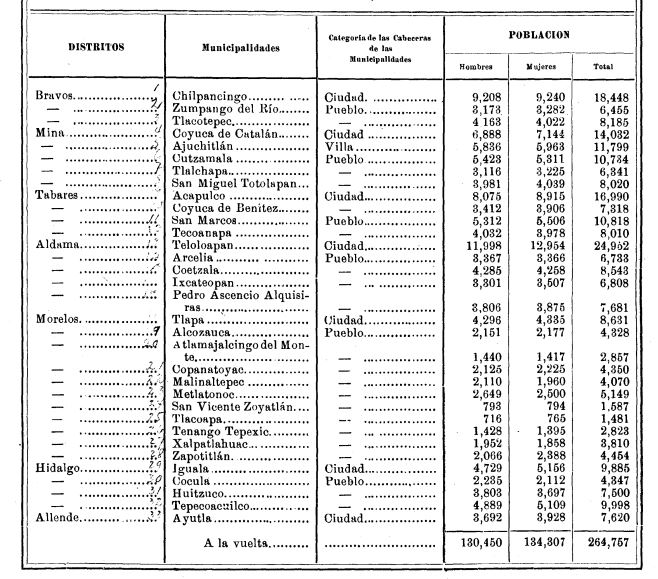 DISTRITOS Municipalidades Categoria de las Cabeceras de las Municipalidades POBLACION
Hombres Mujeres Total
Bravos Chilpancingo Ciudad. 9,208 9,240 18,448
— Zumpango del Río Pueblo 3,173 3,282 6,455
— Tlacotepec — 4 163 4,022 8,185
Mina Coyuca de Catalán Ciudad 6,888 7,144 14,032
— Ajuchitlán Villa 5,836 5,963 11,799
— Cutzamala Pueblo 5,423 5,311 10,734
— Tlalchapa — 3,116 3,225 6,341
— San Miguel Totolapan — 3,981 4,039 8,020
Tabares Acapulco Ciudad 8,075 8,915 16,990
— Coyuca de Benitez — 3,412 3,906 7,318
— San Marcos Pueblo 5,312 5,506 10,818
— Tecoanapa — 4,032 3,978 8,010
Aldama Teloloapan Ciudad 11,998 12,954 24,952
— Arcelia Pueblo 3,367 3,366 6,733
— Coetzala — 4,285 4,258 8,543
— Ixcateopan — 3,301 3,507 6,808
— Pedro Ascencio Alquisi-
ras — 3,806 3,875 7,681
Morelos Tlapa Ciudad 4,296 4,335 8,631
— Alcozauca Pueblo 2,151 2,177 4,328
— Atlamajalcingo del Mon-
te — 1,440 1,417 2,857
— Copanatoyac — 2,125 2,225 4,350
— Malinaltepec — 2,110 1,960 4,070
— Metlatonoc — 2,649 2,500 5,149
— San Vicente Zoyatlán — 793 794 1,587
— Tlacoapa — 716 765 1,481
— Tenango Tepexic — 1,428 1,395 2,823
— Xalpatlahuac — 1,952 1,858 3,810
— Zapotitlán — 2,066 2,388 4,454
Hidalgo Iguala Ciudad 4,729 5,156 9,885
— Cocula Pueblo 2,235 2,112 4,347
— Huitzuco — 3,803 3,697 7,500
— Tepecoacuilco — 4,889 5,109 9,998
Allende Ayutla Ciudad 3,692 3,928 7,620
A la vuelta 130,450 134,307 264,757